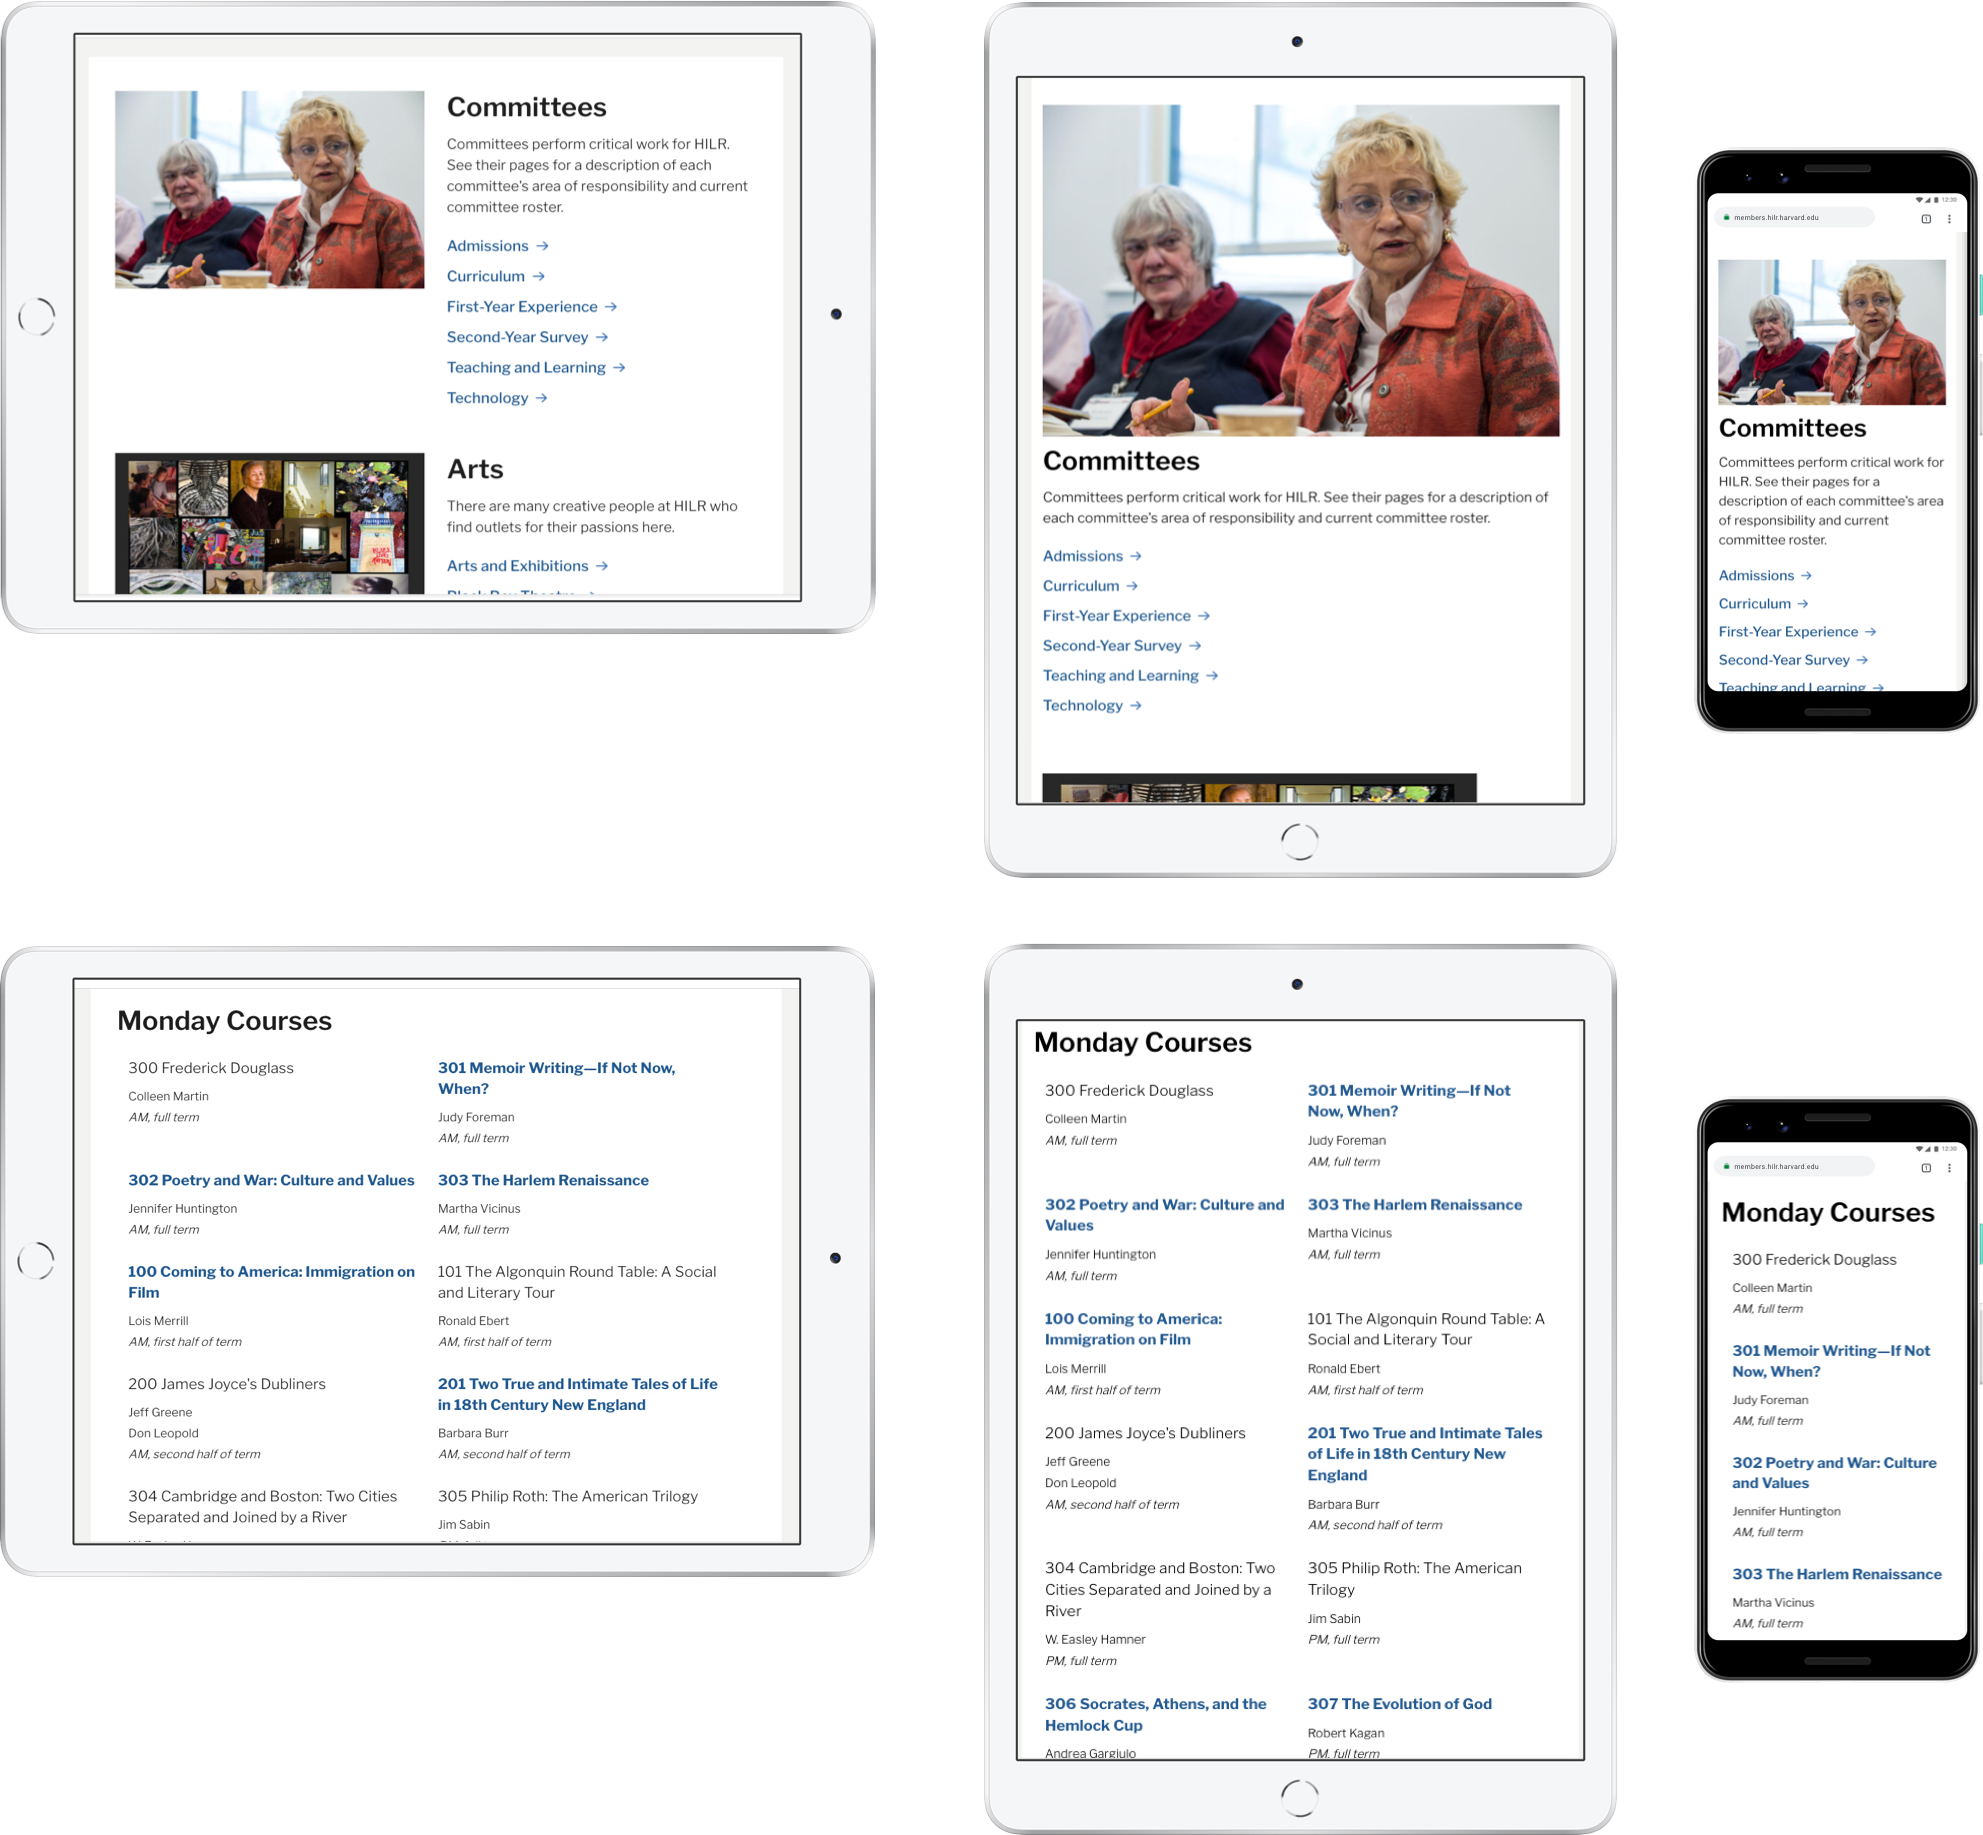 Committees
Committees perform critical work for HILR.
See their pages for a description of each
committee's area of responsibility and current
committee roster.
Admissions →
Curriculum →
First-Year Experience →
Second-Year Survey →
Teaching and Learning →
Technology →
Arts
There are many creative people at HILR who
find outlets for their passions here.
Arts and Exhibitions →
Committees
Committees perform critical work for HILR. See their pages for a description of
each committee's area of responsibility and current committee roster.
Admissions →
Curriculum →
First-Year Experience →
Second-Year Survey →
Teaching and Learning →
Technology →
12:30
members.hilr.harvard.edu
1
Committees
Committees perform critical work for
HILR. See their pages for a
description of each committee's area
of responsibility and current
committee roster.
Admissions →
Curriculum →
First-Year Experience →
Second-Year Survey →
Teaching and Learning →
Monday Courses
300 Frederick Douglass
Colleen Martin
AM, full term
301 Memoir Writing—If Not Now,
When?
Judy Foreman
AM, full term
302 Poetry and War: Culture and Values
Jennifer Huntington
AM, full term
303 The Harlem Renaissance
Martha Vicinus
AM, full term
100 Coming to America: Immigration on
Film
Lois Merrill
AM, first half of term
101 The Algonquin Round Table: A Social
and Literary Tour
Ronald Ebert
AM, first half of term
200 James Joyce's Dubliners
Jeff Greene
Don Leopold
AM, second half of term
201 Two True and Intimate Tales of Life
in 18th Century New England
Barbara Burr
AM, second half of term
304 Cambridge and Boston: Two Cities
Separated and Joined by a River
305 Philip Roth: The American Trilogy
Jim Sabin
Monday Courses
300 Frederick Douglass
Colleen Martin
AM, full term
301 Memoir Writing—If Not
Now, When?
Judy Foreman
AM, full term
302 Poetry and War: Culture and
Values
Jennifer Huntington
AM, full term
303 The Harlem Renaissance
Martha Vicinus
AM, full term
100 Coming to America:
Immigration on Film
Lois Merrill
AM, first half of term
101 The Algonquin Round Table: A
Social and Literary Tour
Ronald Ebert
AM, first half of term
200 James Joyce's Dubliners
Jeff Greene
Don Leopold
AM, second half of term
201 Two True and Intimate Tales
of Life in 18th Century New
England
Barbara Burr
AM, second half of term
304 Cambridge and Boston: Two
Cities Separated and Joined by a
River
W. Easley Hamner
PM, full term
305 Philip Roth: The American
Trilogy
Jim Sabin
PM, full term
306 Socrates, Athens, and the
Hemlock Cup
Andrea Gargiulo
307 The Evolution of God
Robert Kagan
PM, full term
12:30
members.hilr.harvard.edu
1
Monday Courses
300 Frederick Douglass
Colleen Martin
AM, full term
301 Memoir Writing—If Not
Now, When?
Judy Foreman
AM, full term
302 Poetry and War: Culture
and Values
Jennifer Huntington
AM, full term
303 The Harlem Renaissance
Martha Vicinus
AM, full term